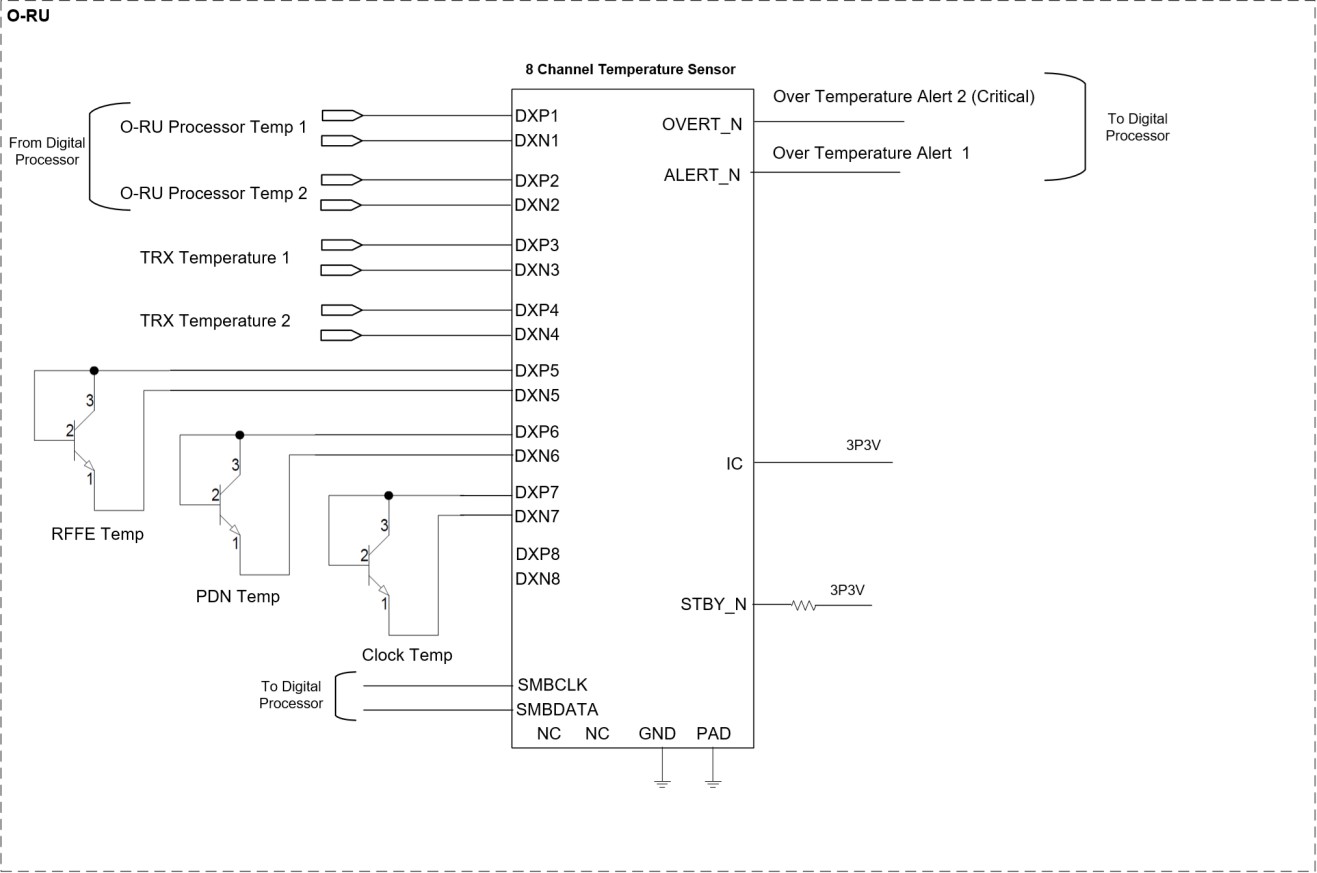 O-RU
8 Channel Temperature Sensor
From Digital
Processor
O-RU Processor Temp 1
O-RU Processor Temp 2
TRX Temperature 1
TRX Temperature 2
DXP1
DXN1
DXP2
DXN2
DXP3
DXN3
DXP4
DXN4
DXP5
DXN5
DXP6
DXN6
DXP7
DXN7
DXP8
DXN8
3
2
1
RFFE Temp
3
2
1
PDN Temp
3
2
1
Clock Temp
To Digital
Processor
SMBCLK
SMBDATA
NC NC GND PAD
OVERT_N
Over Temperature Alert 2 (Critical)
ALERT_N
Over Temperature Alert 1
To Digital
Processor
IC
3P3V
STBY_N
3P3V